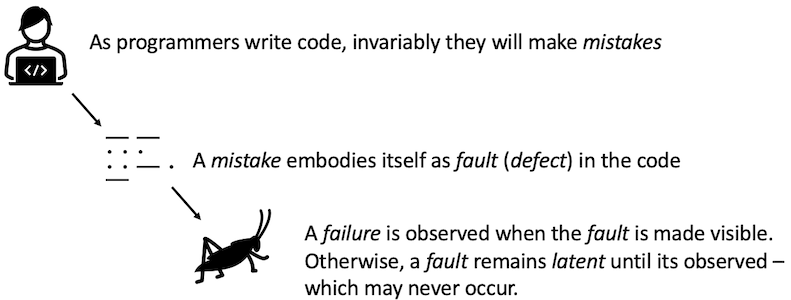 </>
As programmers write code, invariably they will make mistakes
A mistake embodies itself as fault (defect) in the code
A failure is observed when the fault is made visible.
Otherwise, a fault remains latent until its observed –
which may never occur.